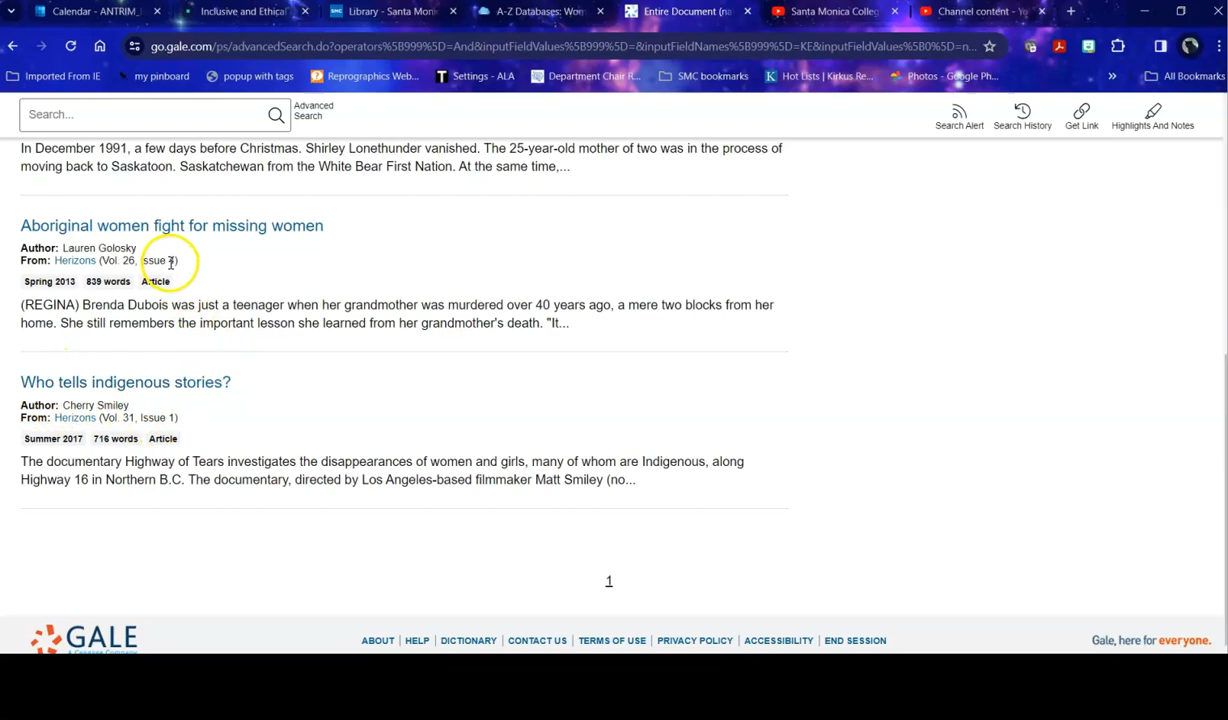 Calendar - ANTRIM_ Inclusive and Ethical Library - Santa Moni A-Z Databases: Wom Entire Document (na Santa Monica Colleg Channel content - Yo
go.gale.com/ps/advancedSearch.do?operators%5B999%5D=And&inputFieldValues%5B999%5D=&inputFieldNames%5B999%5D=KE&inputFieldValues%5B0%5D=n...
Imported From IE my pinboard popup with tags Reprographics Web... Settings - ALA Department Chair R... SMC bookmarks Hot Lists | Kirkus Re... Photos - Google Ph... » All Bookmarks
Search... Advanced Search Search Alert Search History Get Link Highlights And Notes
In December 1991, a few days before Christmas. Shirley Lonethunder vanished. The 25-year-old mother of two was in the process of
moving back to Saskatoon. Saskatchewan from the White Bear First Nation. At the same time,...
Aboriginal women fight for missing women
Author: Lauren Golosky
From: Herizons (Vol. 26, Issue
Spring 2013 839 words Article
(REGINA) Brenda Dubois was just a teenager when her grandmother was murdered over 40 years ago, a mere two blocks from her
home. She still remembers the important lesson she learned from her grandmother's death. "It...
Who tells indigenous stories?
Author: Cherry Smiley
From: Herizons (Vol. 31, Issue 1)
Summer 2017 716 words Article
The documentary Highway of Tears investigates the disappearances of women and girls, many of whom are Indigenous, along
Highway 16 in Northern B.C. The documentary, directed by Los Angeles-based filmmaker Matt Smiley (no...
1
GALE ABOUT | HELP | DICTIONARY | CONTACT US | TERMS OF USE | PRIVACY POLICY | ACCESSIBILITY | END SESSION Gale, here for everyone.
A Cengage Company